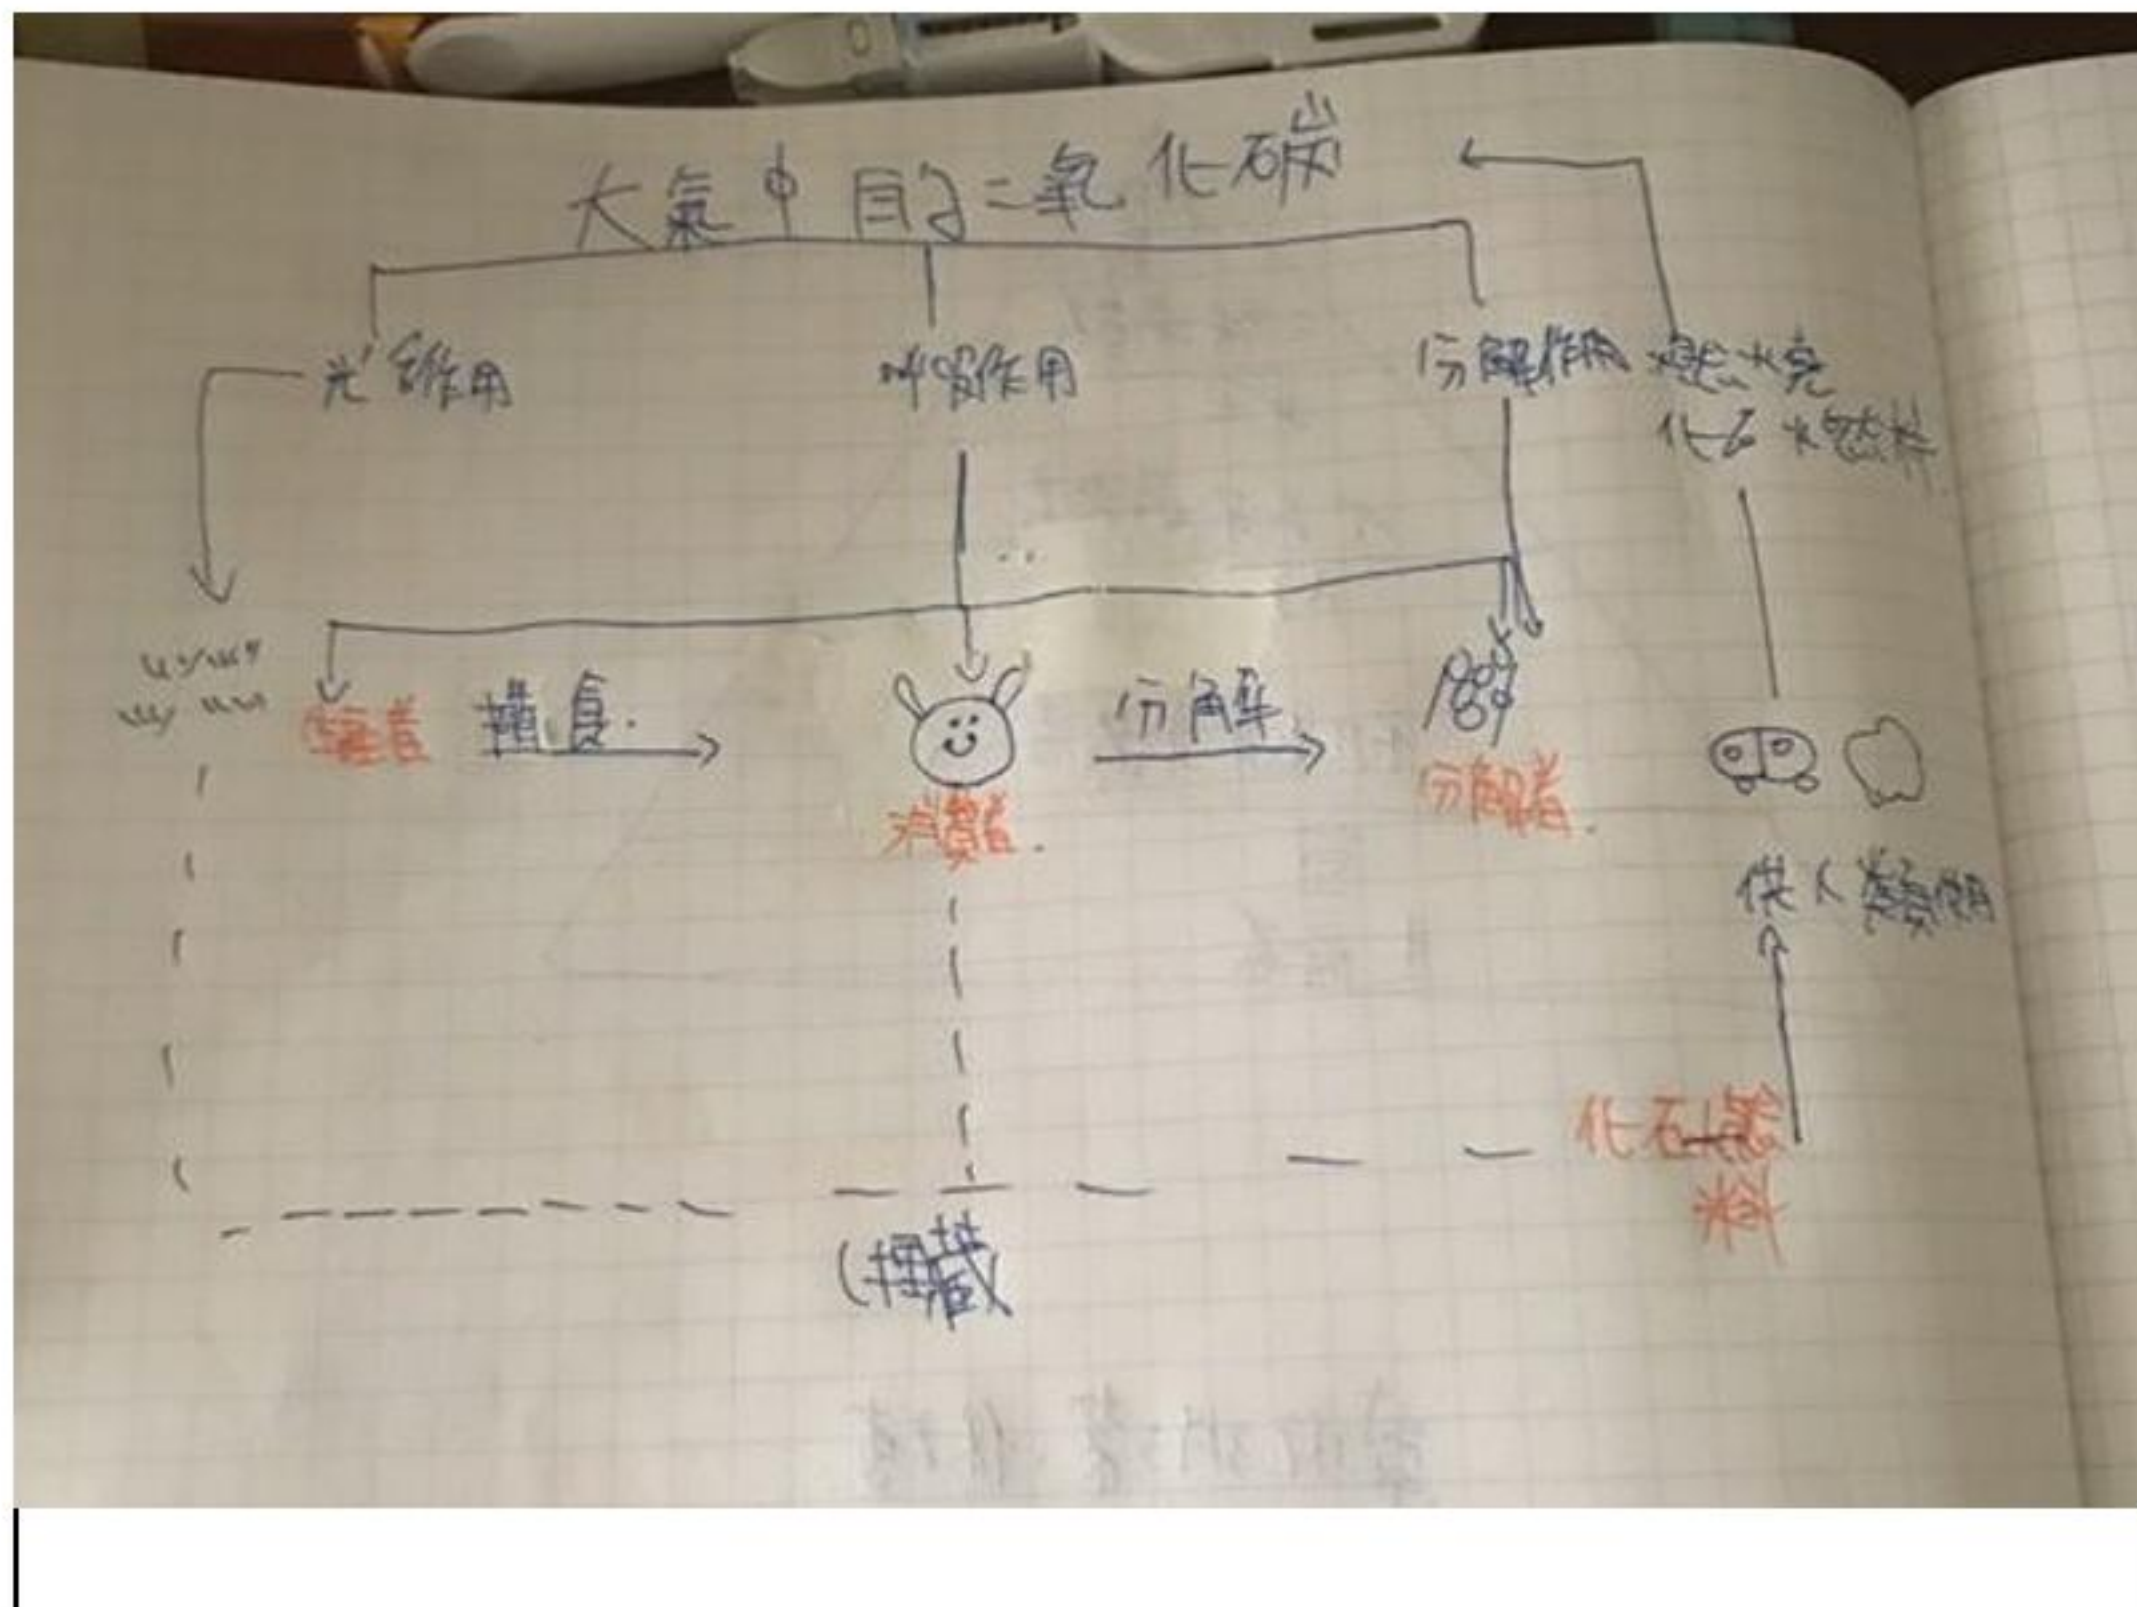 大氣中的二氧化碳
光合作用
呼吸作用
分解作用
燃燒
化石燃料
生產者
捕食
消費者
分解
分解者
供人類使用
化石燃料
(埋藏